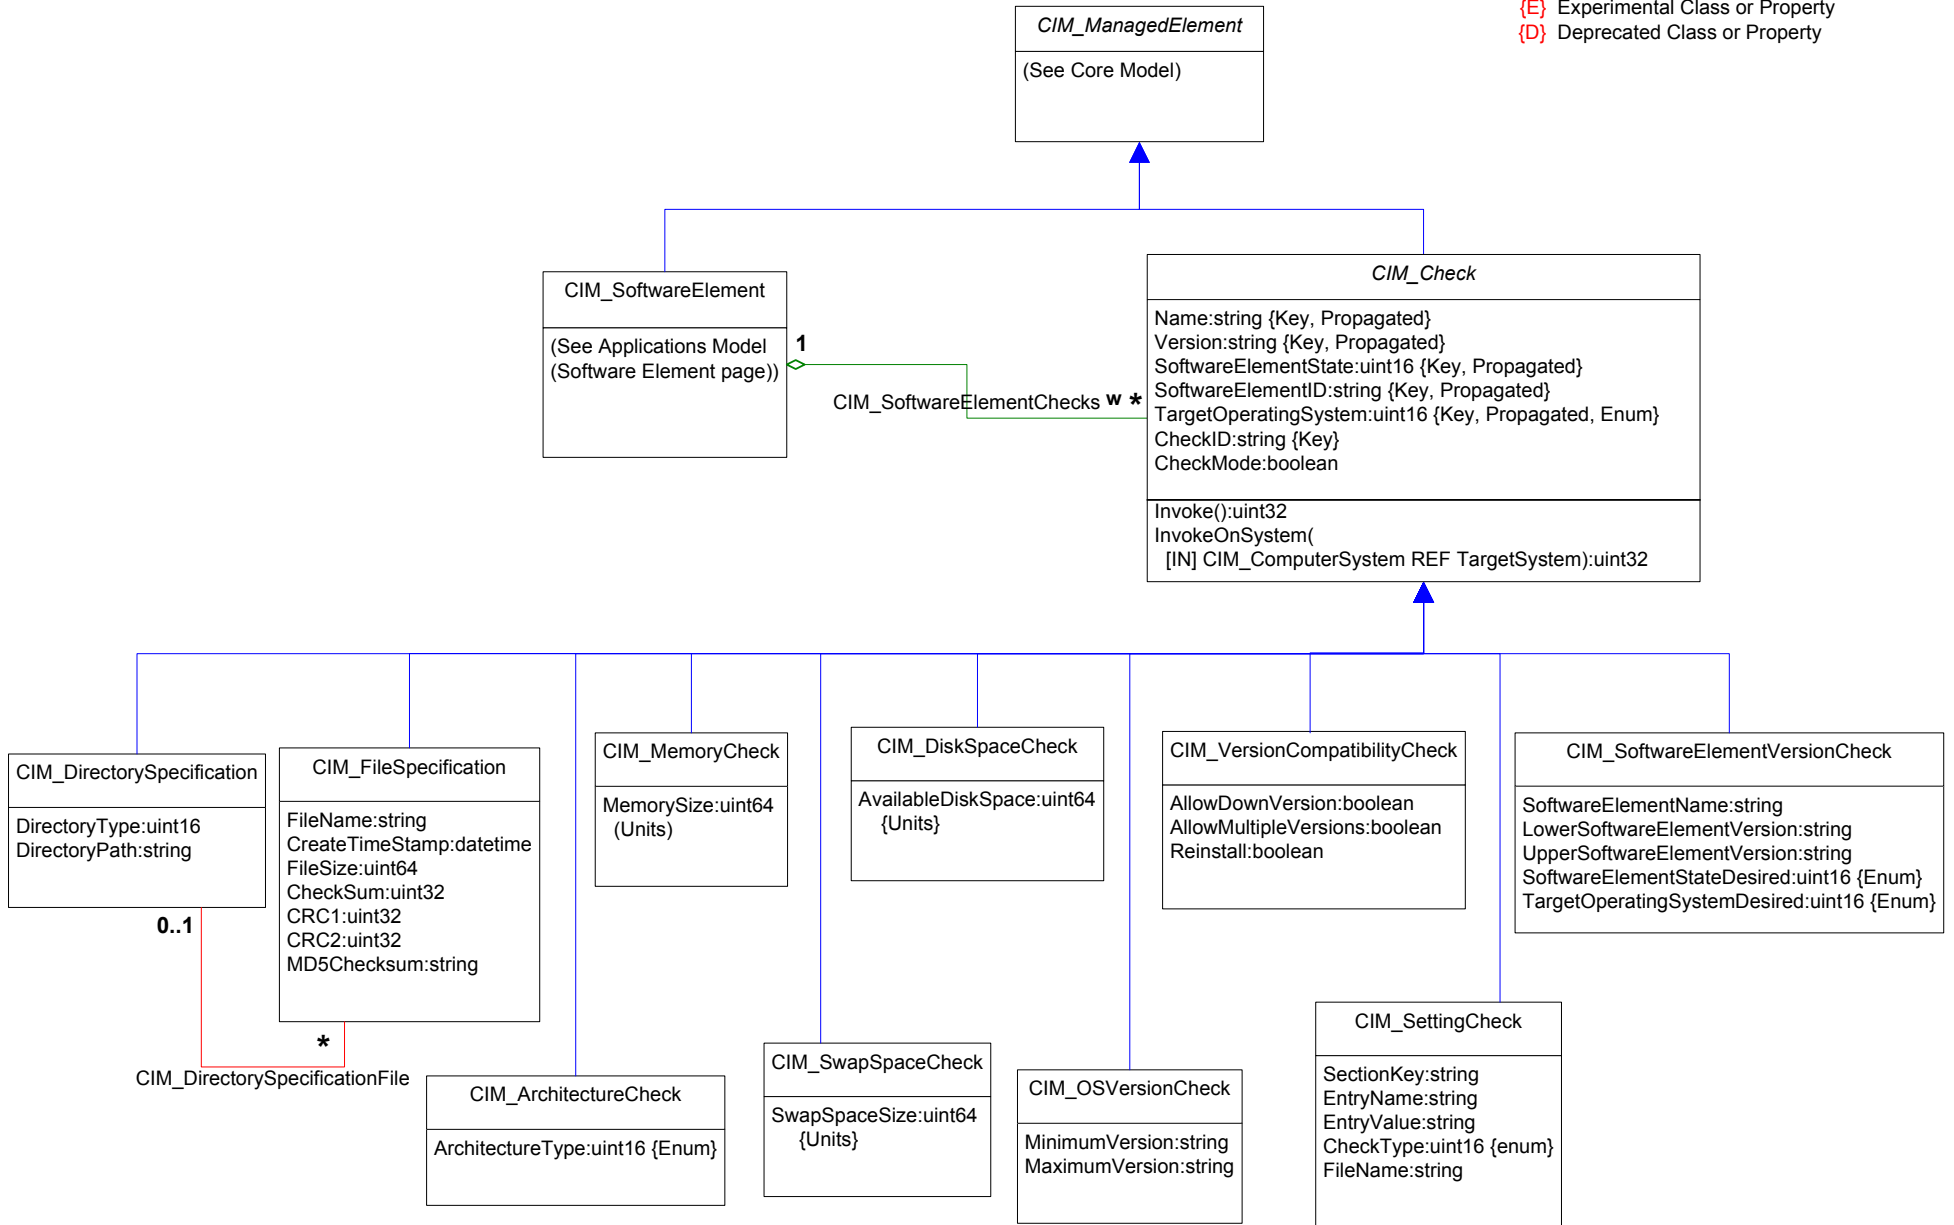 {E} Experimental Class or Property
{D} Deprecated Class or Property
CIM_ManagedElement
(See Core Model)
CIM_SoftwareElement
(See Applications Model
(Software Element page))
1
CIM_SoftwareElementChecks w *
CIM_Check
Name:string {Key, Propagated}
Version:string {Key, Propagated}
SoftwareElementState:uint16 {Key, Propagated}
SoftwareElementID:string {Key, Propagated}
TargetOperatingSystem:uint16 {Key, Propagated, Enum}
CheckID:string {Key}
CheckMode:boolean
Invoke():uint32
InvokeOnSystem(
[IN] CIM_ComputerSystem REF TargetSystem):uint32
CIM_DirectorySpecification
DirectoryType:uint16
DirectoryPath:string
0..1
CIM_FileSpecification
FileName:string
CreateTimeStamp:datetime
FileSize:uint64
CheckSum:uint32
CRC1:uint32
CRC2:uint32
MD5Checksum:string
*
CIM_DirectorySpecificationFile
CIM_MemoryCheck
MemorySize:uint64
(Units)
CIM_DiskSpaceCheck
AvailableDiskSpace:uint64
{Units}
CIM_VersionCompatibilityCheck
AllowDownVersion:boolean
AllowMultipleVersions:boolean
Reinstall:boolean
CIM_SoftwareElementVersionCheck
SoftwareElementName:string
LowerSoftwareElementVersion:string
UpperSoftwareElementVersion:string
SoftwareElementStateDesired:uint16 {Enum}
TargetOperatingSystemDesired:uint16 {Enum}
CIM_ArchitectureCheck
ArchitectureType:uint16 {Enum}
CIM_SwapSpaceCheck
SwapSpaceSize:uint64
{Units}
CIM_OSVersionCheck
MinimumVersion:string
MaximumVersion:string
CIM_SettingCheck
SectionKey:string
EntryName:string
EntryValue:string
CheckType:uint16 {enum}
FileName:string